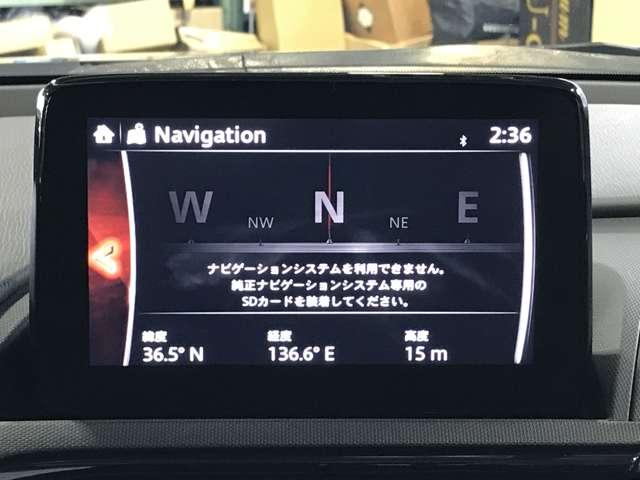 Navigation 2:36
W NW N NE E
ナビゲーションシステムを利用できません。
純正ナビゲーションシステム専用の
SDカードを装着してください。
緯度 経度 高度
36.5° N 136.6° E 15 m